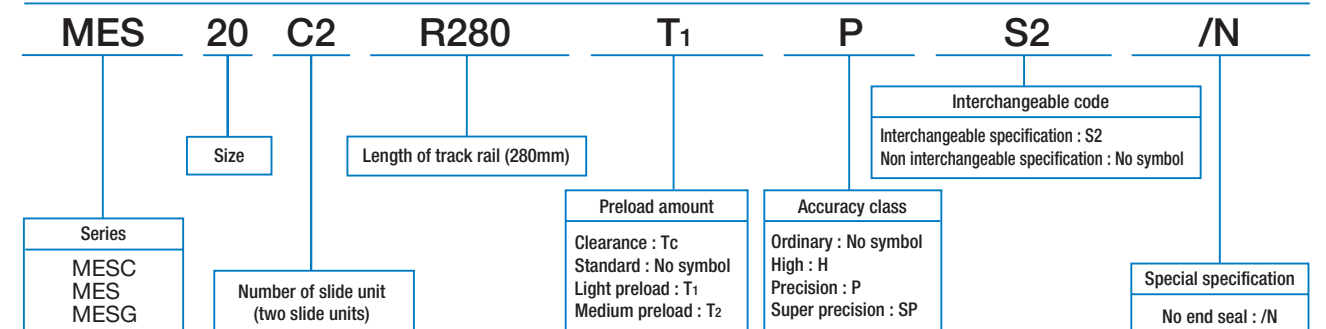 MES 20 C2 R280 T1 P S2 /N
Interchangeable code
Interchangeable specification : S2
Non interchangeable specification : No symbol
Size
Length of track rail (280mm)
Preload amount
Clearance : Tc
Standard : No symbol
Light preload : T1
Medium preload : T2
Accuracy class
Ordinary : No symbol
High : H
Precision : P
Super precision : SP
Series
MESC
MES
MESG
Number of slide unit
(two slide units)
Special specification
No end seal : /N